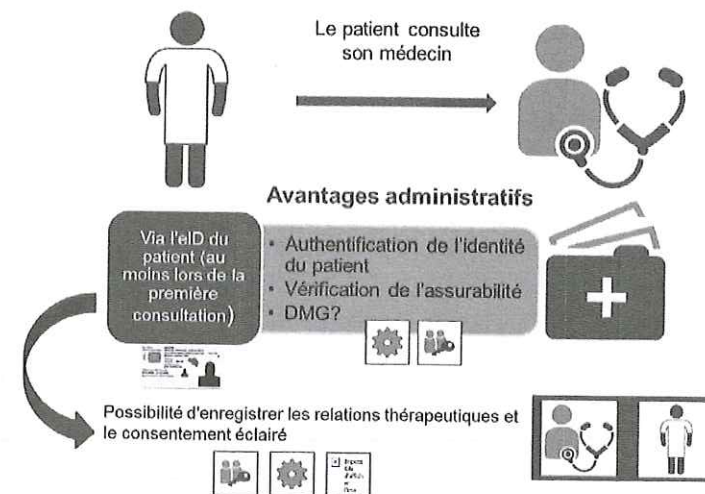 Le patient consulte
son médecin
Avantages administratifs
Via l'eID du
patient (au
moins lors de la
première
consultation)
• Authentification de l'identité
du patient
• Vérification de l'assurabilité
• DMG?
Possibilité d'enregistrer les relations thérapeutiques et
le consentement éclairé